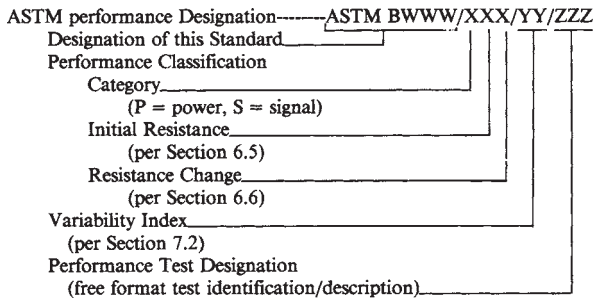 ASTM performance Designation--------ASTM BWWW/XXX/YY/ZZZ
Designation of this Standard
Performance Classification
Category
(P = power, S = signal)
Initial Resistance
(per Section 6.5)
Resistance Change
(per Section 6.6)
Variability Index
(per Section 7.2)
Performance Test Designation
(free format test identification/description)